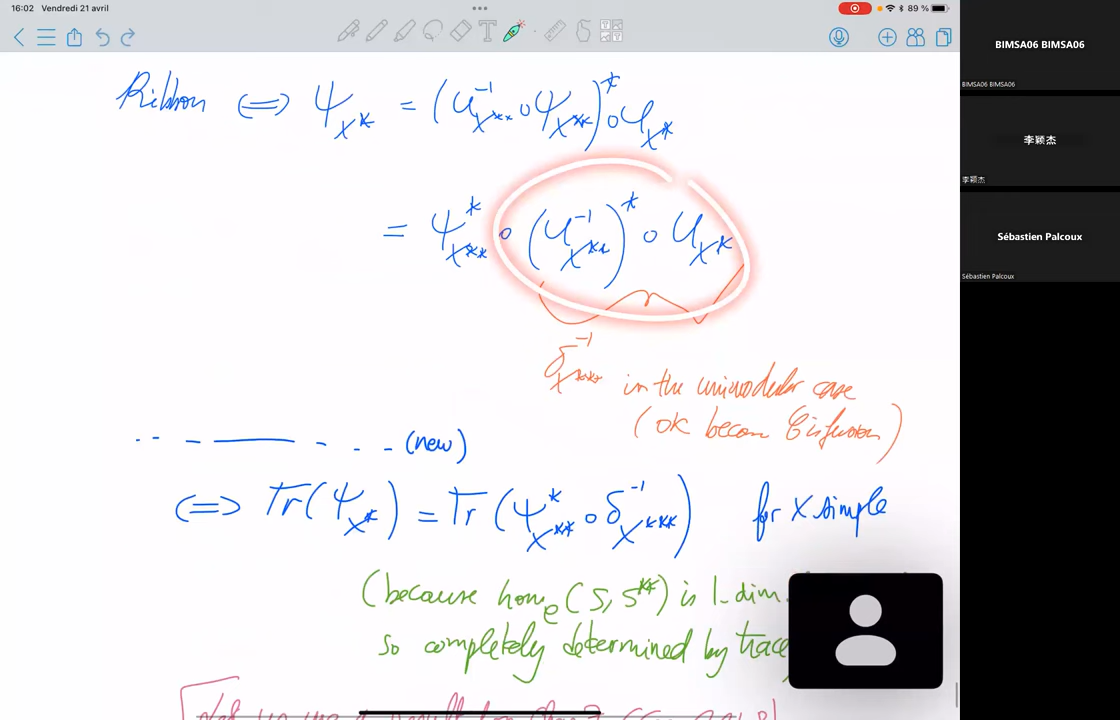 16:02 Vendredi 21 avril
89 %
Ribbon ⟺ Ψ_{X*} = (u^{-1}_{X**} ∘ Ψ_{X**})^* ∘ u_{X*}
= Ψ^*_{X**} ∘ (u^{-1}_{X**})^* ∘ u_{X*}
δ^{-1}_{X***} in the unimodular case
(OK because C is fusion)
(new)
⟺ Tr(Ψ_{X*}) = Tr(Ψ^*_{X**} ∘ δ^{-1}_{X***}) for X simple
(because hom_C(S, S**) is 1-dim.
so completely determined by trace
BIMSA06 BIMSA06
BIMSA06 BIMSA06
李颖杰
李颖杰
Sébastien Palcoux
Sébastien Palcoux